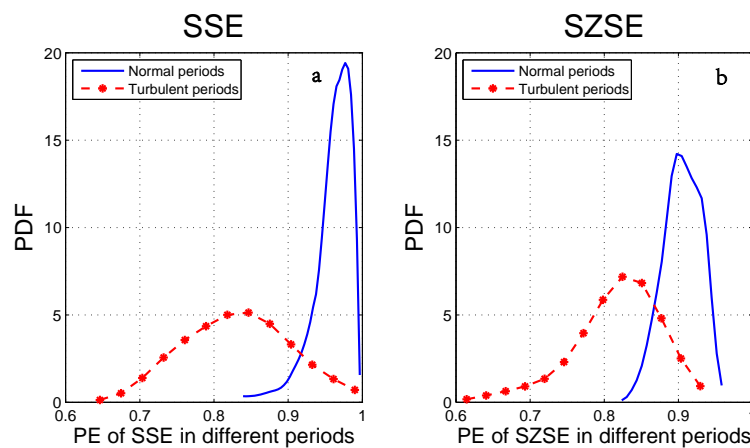 SSE
Normal periods
Turbulent periods
a
PDF
20
15
10
5
0
0.6
0.7
0.8
0.9
1
PE of SSE in different periods
SZSE
Normal periods
Turbulent periods
b
PDF
20
15
10
5
0
0.6
0.7
0.8
0.9
1
PE of SZSE in different periods